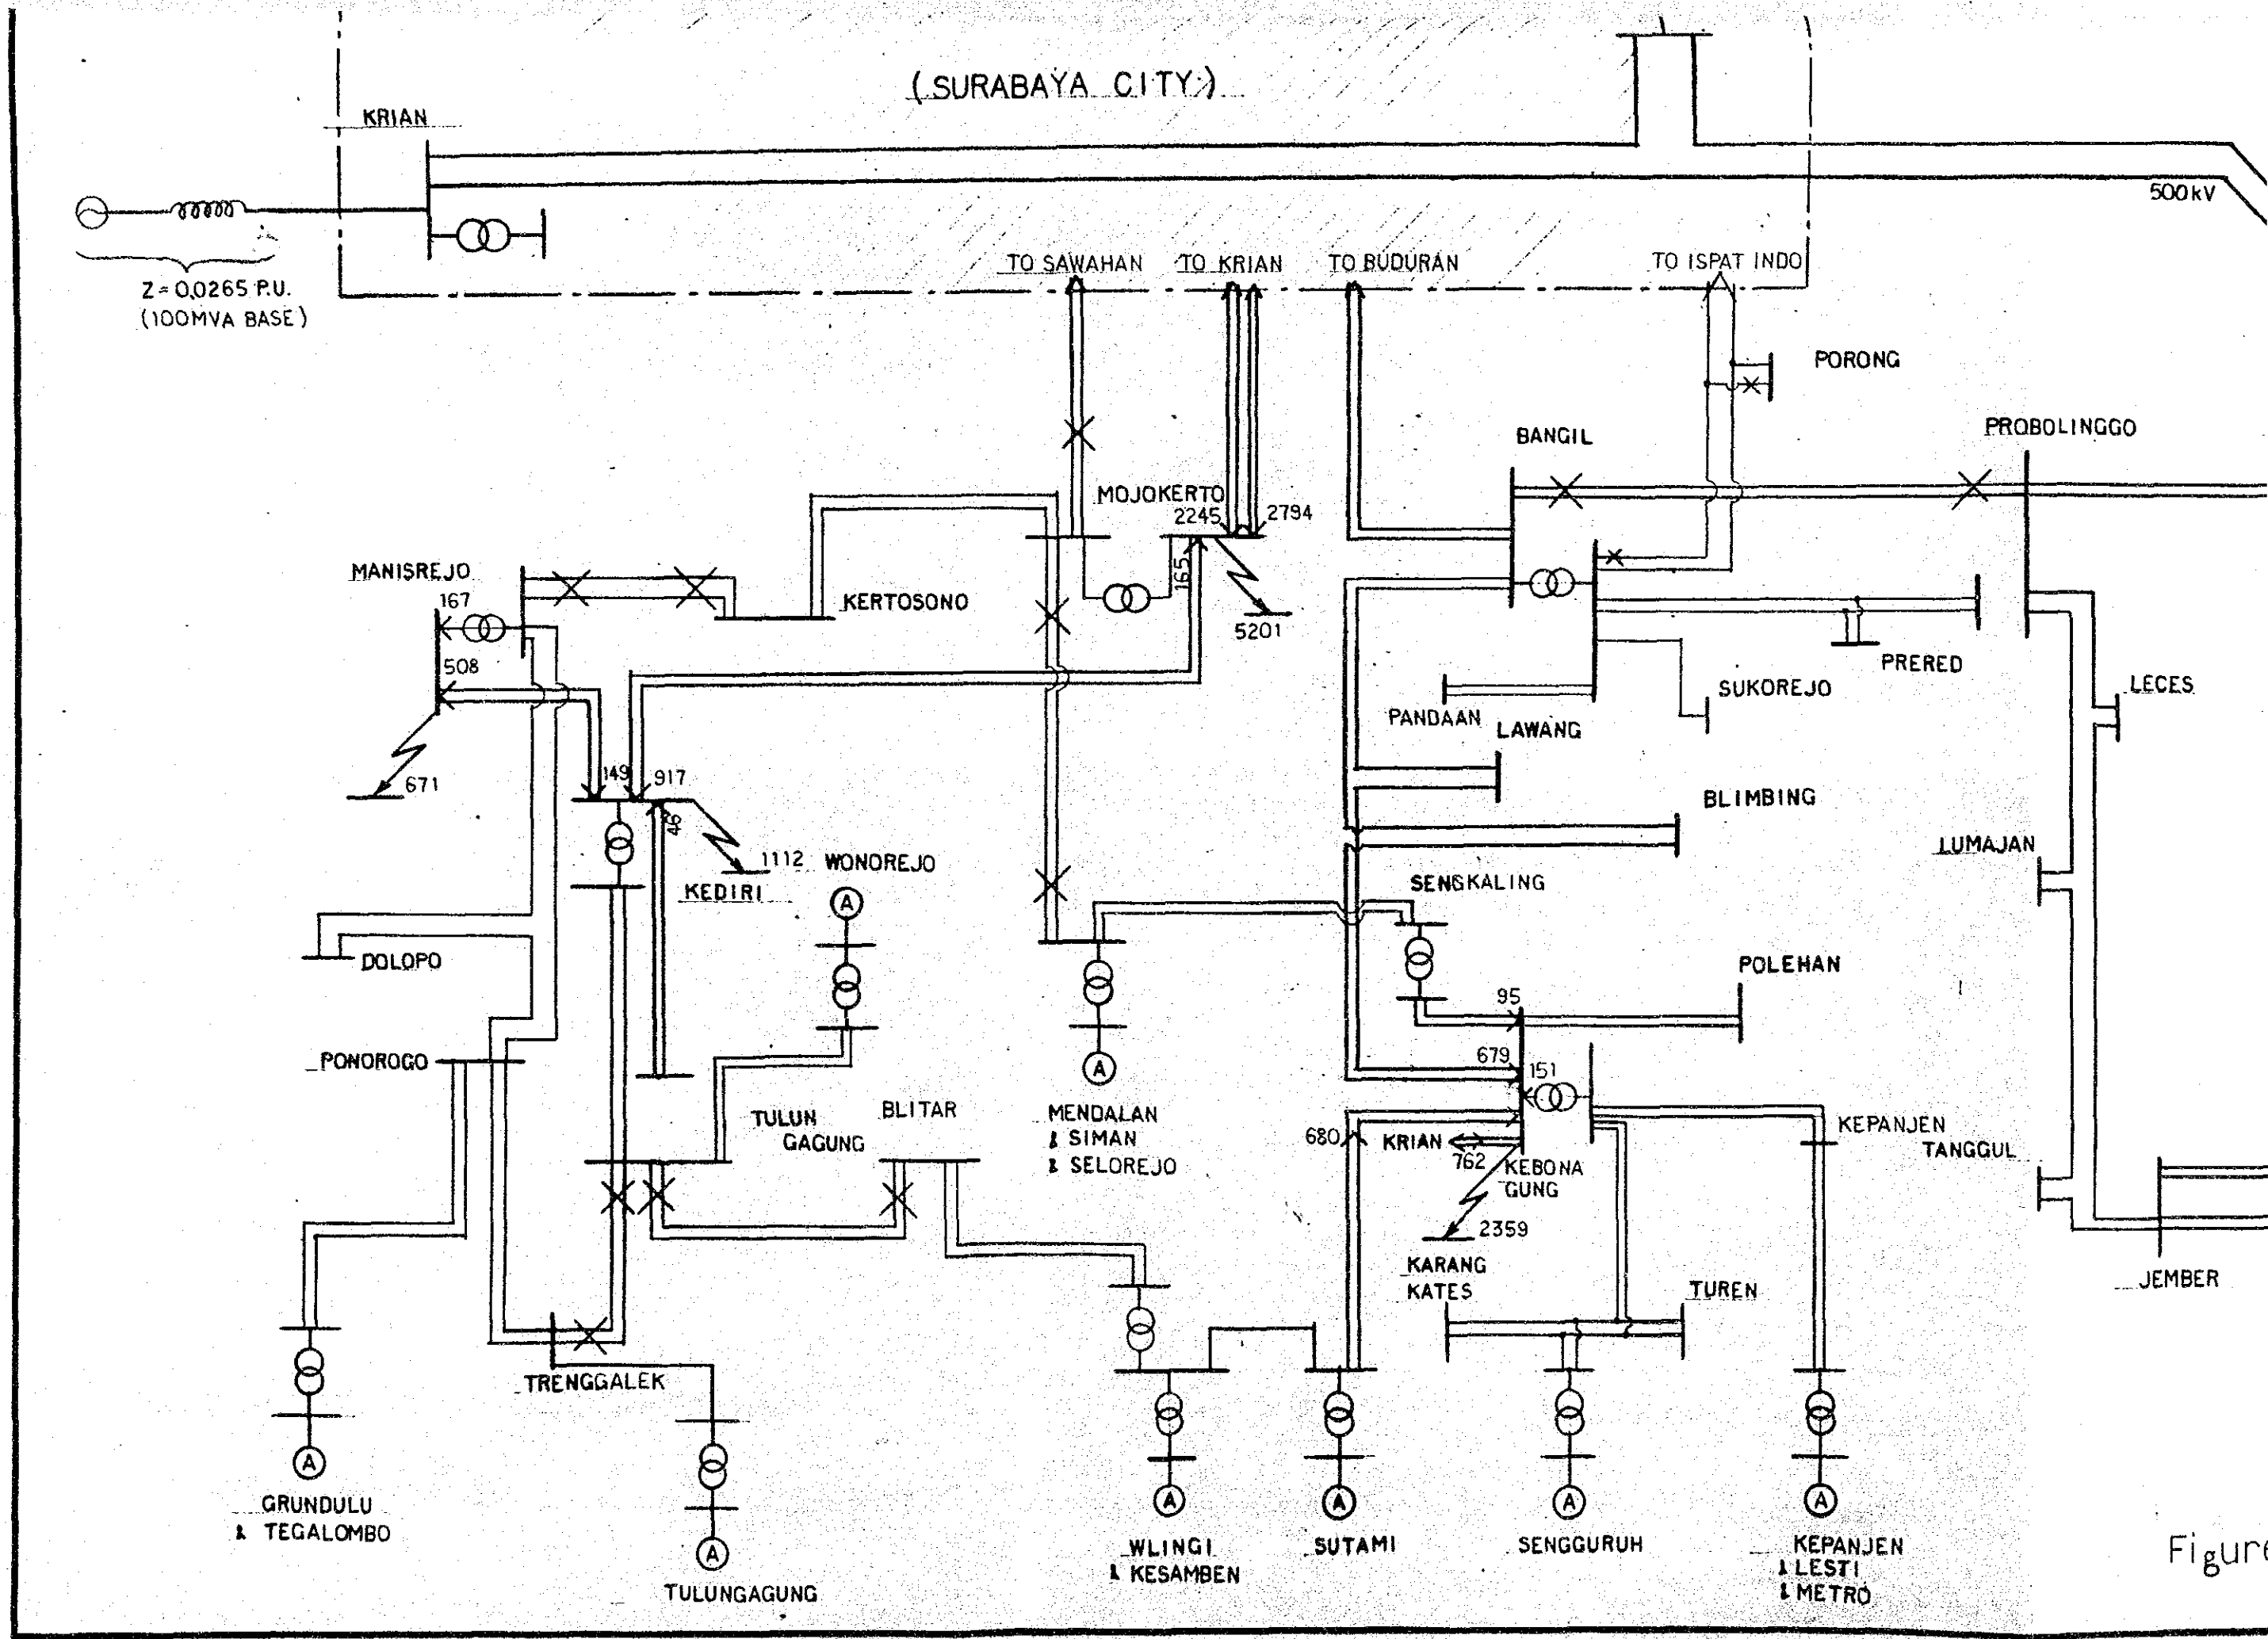 (SURABAYA CITY)
KRIAN
500kV
Z=0,0265 P.U.
(100MVA BASE)
TO SAWAHAN
TO KRIAN
TO BUDURAN
TO ISPAT INDO
PORONG
BANGIL
PROBOLINGGO
MOJOKERTO
2245
2794
165
5201
MANISREJO
167
508
671
KERTOSONO
PRERED
SUKOREJO
PANDAAN
LECES
LAWANG
149
917
46
1112
KEDIRI
WONOREJO
BLIMBING
LUMAJAN
SENGKALING
DOLOPO
POLEHAN
95
PONOROGO
679
151
TULUN
GAGUNG
BLITAR
MENDALAN
& SIMAN
& SELOREJO
680
KRIAN
762
KEBONA
GUNG
2359
KEPANJEN
TANGGUL
KARANG
KATES
TUREN
JEMBER
TRENGGALEK
A
A
A
A
A
A
A
A
GRUNDULU
& TEGALOMBO
TULUNGAGUNG
WLINGI
& KESAMBEN
SUTAMI
SENGGURUH
KEPANJEN
& LESTI
& METRO
Figure